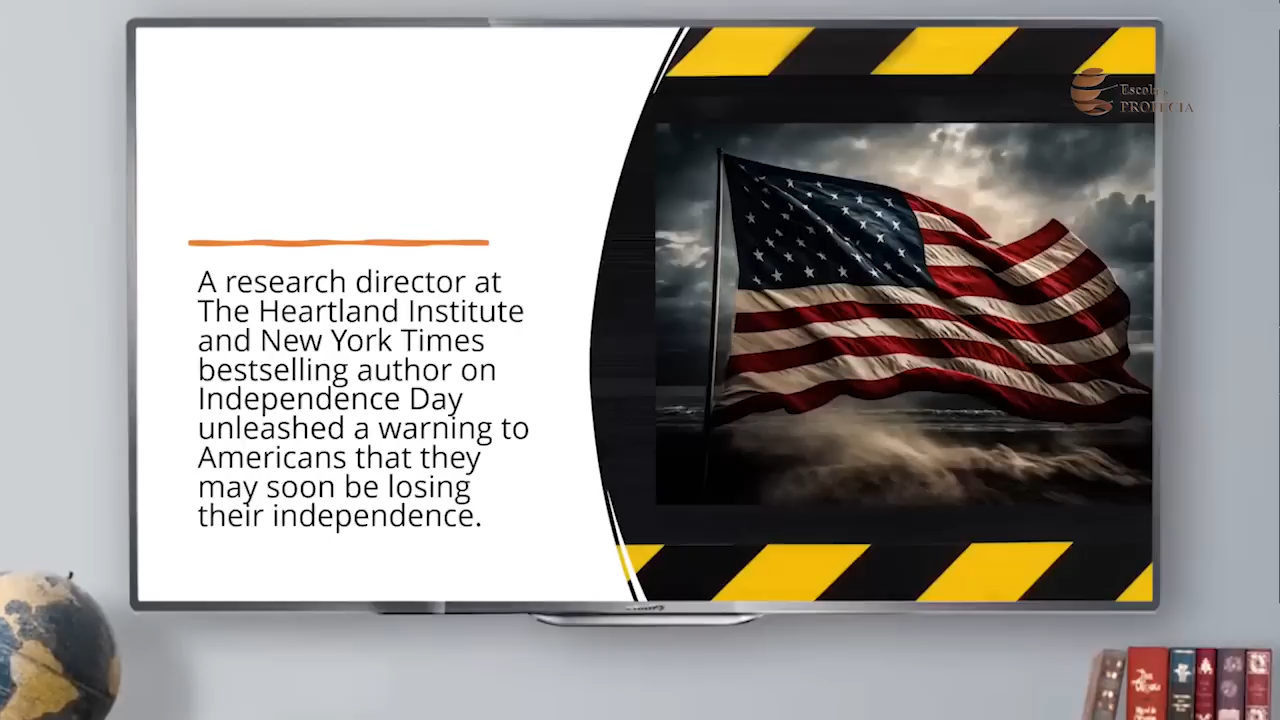 A research director at
The Heartland Institute
and New York Times
bestselling author on
Independence Day
unleashed a warning to
Americans that they
may soon be losing
their independence.